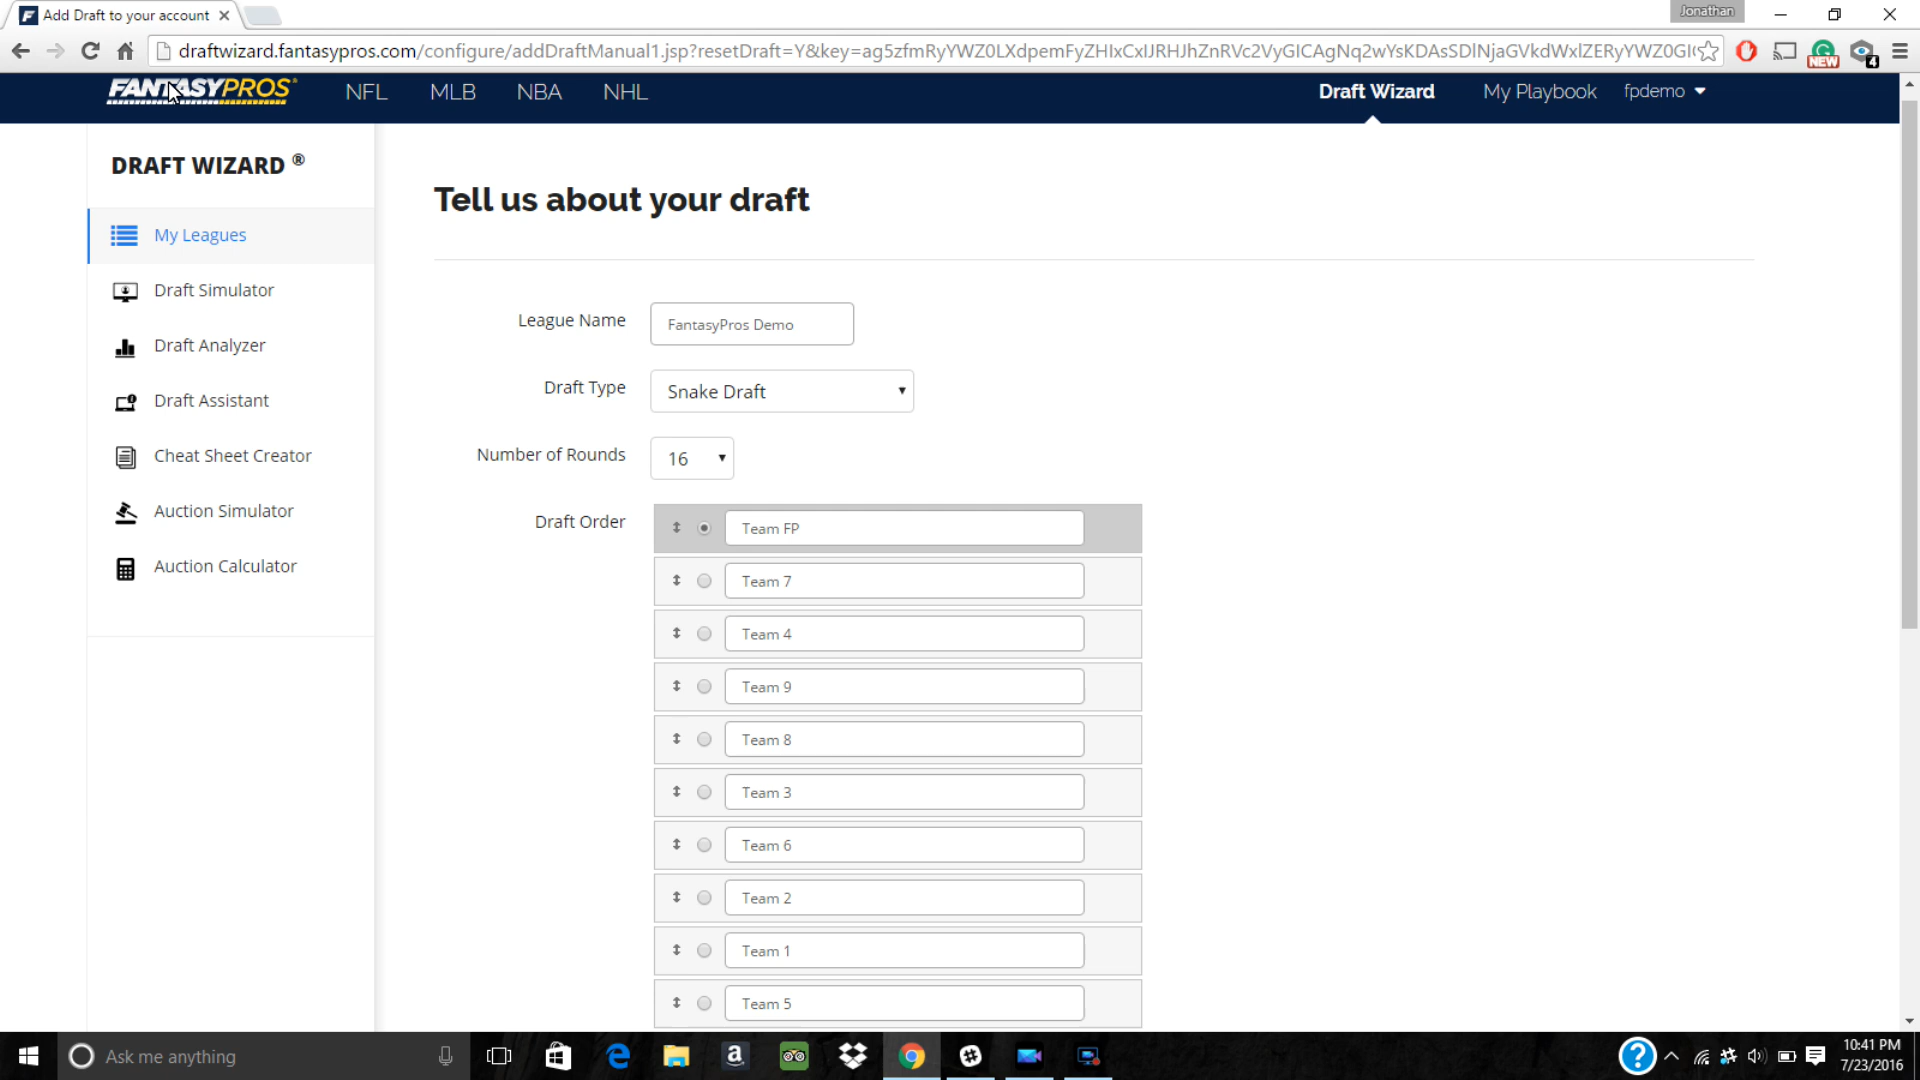 Add Draft to your account
Jonathan
draftwizard.fantasypros.com/configure/addDraftManual1.jsp?resetDraft=Y&key=
NEW
4
FANTASYPROS
NFL
MLB
NBA
NHL
Draft Wizard
My Playbook
fpdemo
DRAFT WIZARD ®
My Leagues
Draft Simulator
Draft Analyzer
Draft Assistant
Cheat Sheet Creator
Auction Simulator
Auction Calculator
Tell us about your draft
League Name
FantasyPros Demo
Draft Type
Snake Draft
Number of Rounds
16
Draft Order
Team FP
Team 7
Team 4
Team 9
Team 8
Team 3
Team 6
Team 2
Team 1
Team 5
Ask me anything
10:41 PM
7/23/2016